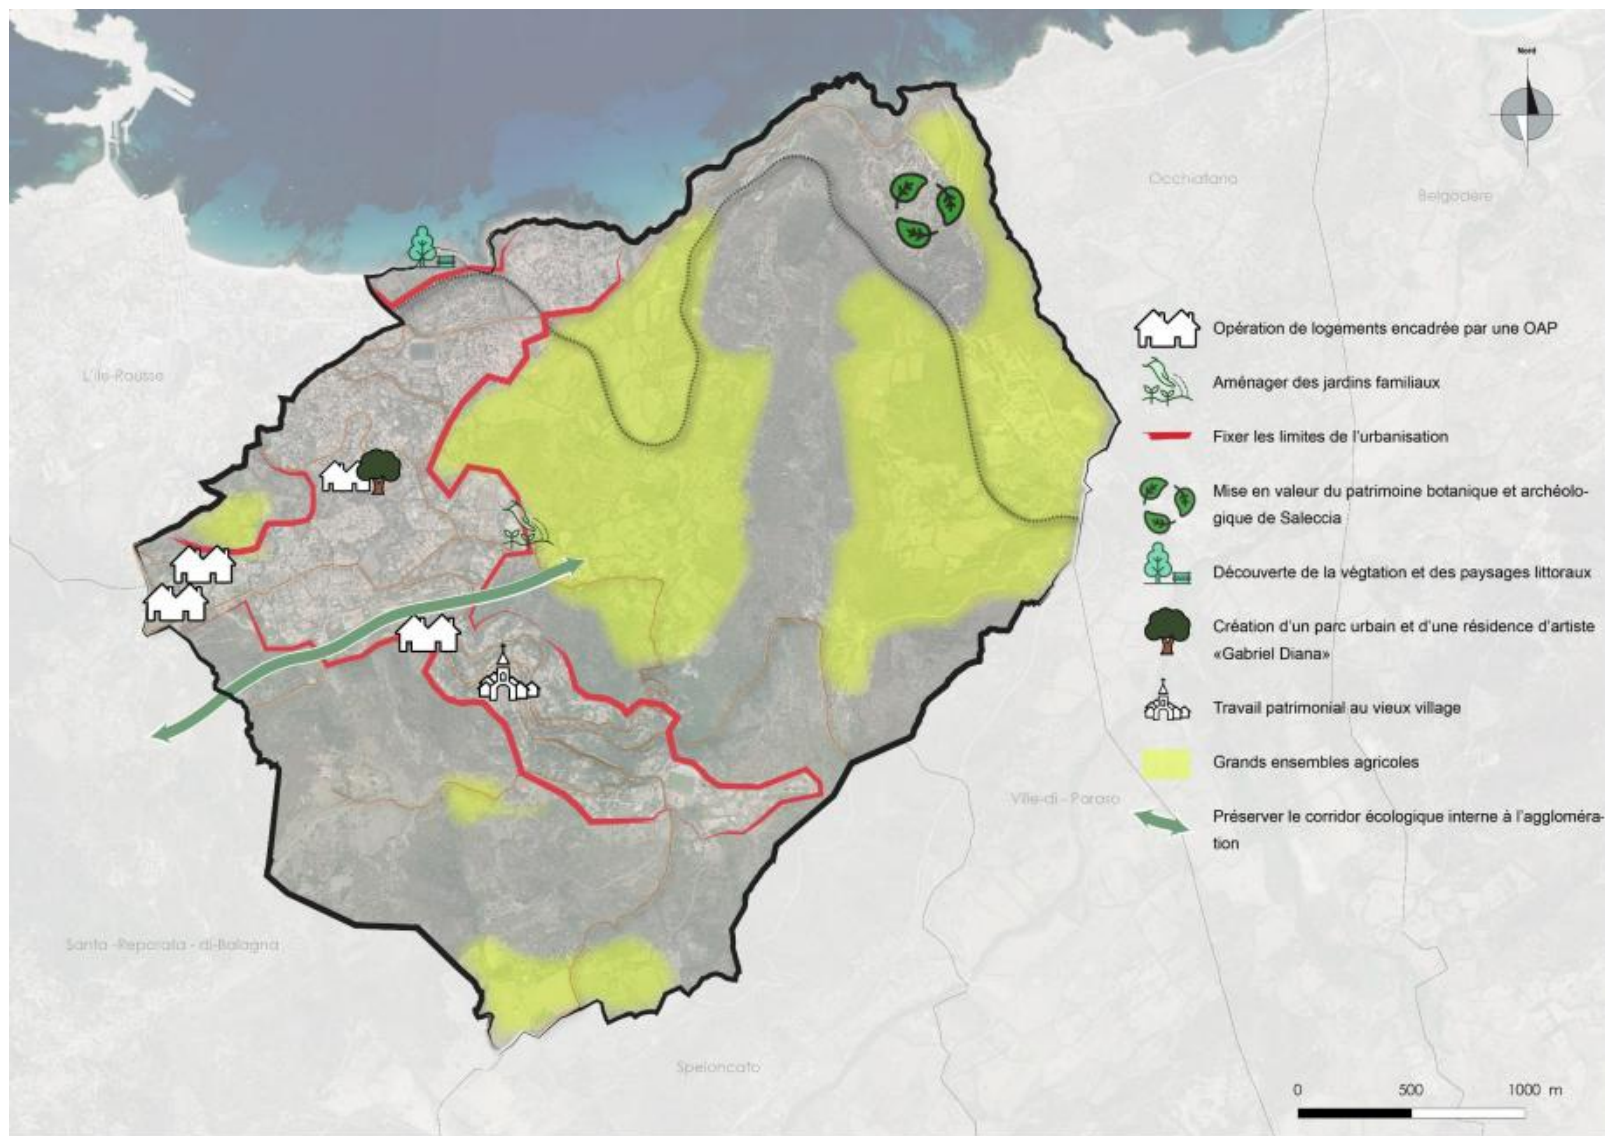 Nord
Occhiatana
Belgodère
L'Ile-Rousse
Opération de logements encadrée par une OAP
Aménager des jardins familiaux
Fixer les limites de l'urbanisation
Mise en valeur du patrimoine botanique et archéolo-
gique de Saleccia
Découverte de la végtation et des paysages littoraux
Création d'un parc urbain et d'une résidence d'artiste
«Gabriel Diana»
Travail patrimonial au vieux village
Grands ensembles agricoles
Ville-di-Paraso
Préserver le corridor écologique interne à l'aggloméra-
tion
Santa-Reparata-di-Balagna
Speloncato
0 500 1000 m